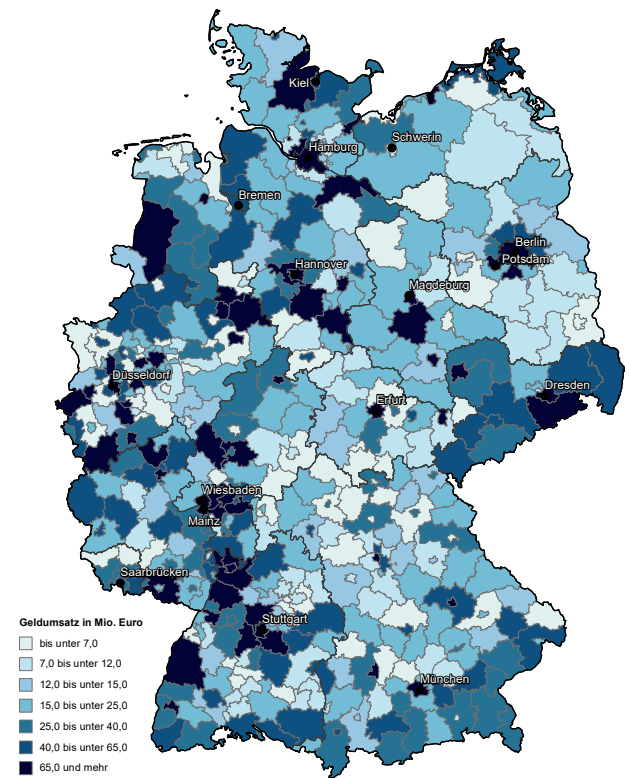 Kiel
Schwerin
Hamburg
Bremen
Berlin
Potsdam
Hannover
Magdeburg
Düsseldorf
Dresden
Erfurt
Wiesbaden
Mainz
Saarbrücken
Stuttgart
München
Geldumsatz in Mio. Euro
bis unter 7,0
7,0 bis unter 12,0
12,0 bis unter 15,0
15,0 bis unter 25,0
25,0 bis unter 40,0
40,0 bis unter 65,0
65,0 und mehr